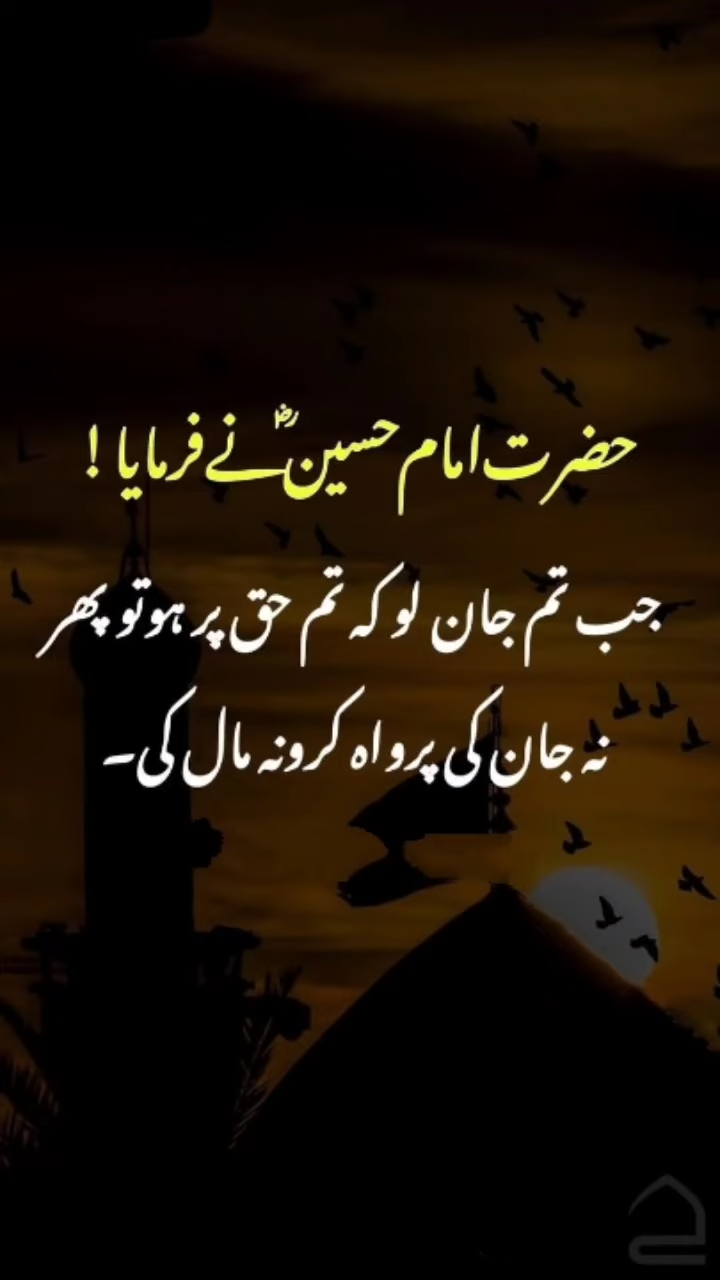 حضرت امام حسینؓ نے فرمایا !
جب تم جان لو کہ تم حق پر ہو تو پھر
نہ جان کی پرواہ کرو نہ مال کی۔